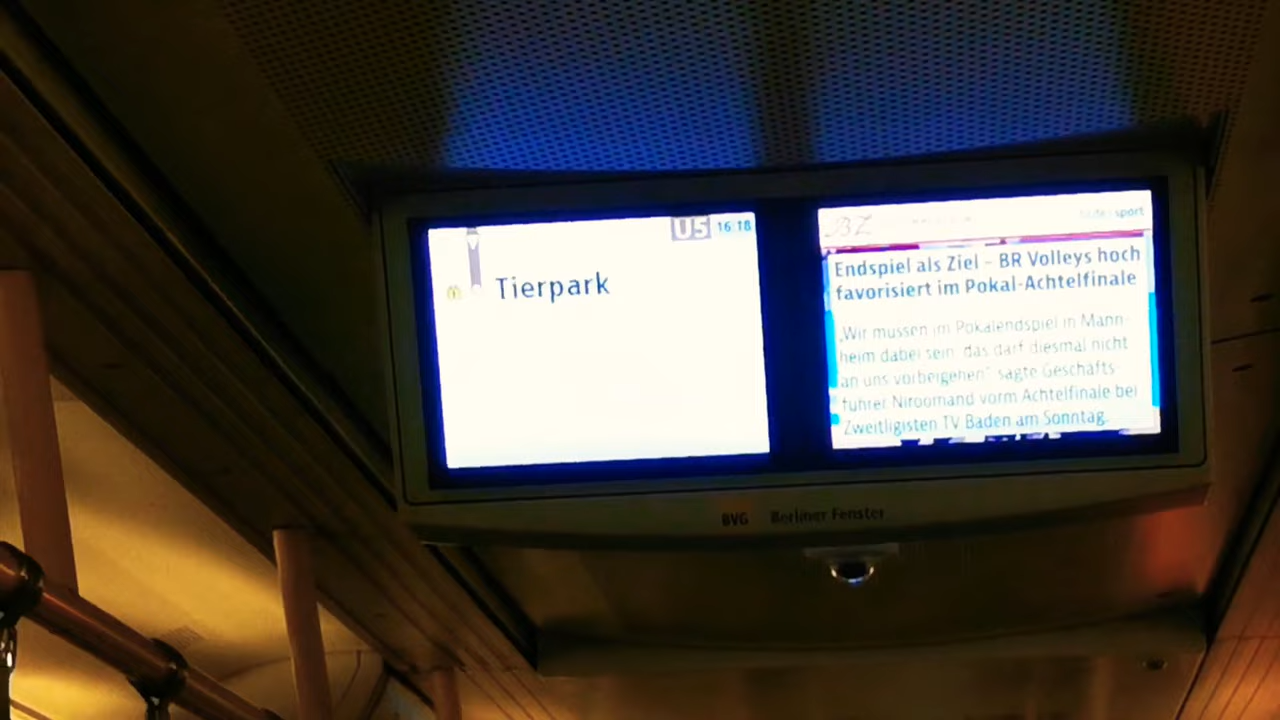 U5 16:18
Tierpark
BZ
sport
Endspiel als Ziel – BR Volleys hoch
favorisiert im Pokal-Achtelfinale
„Wir müssen im Pokalendspiel in Mann-
heim dabei sein, das darf diesmal nicht
an uns vorbeigehen“ sagte Geschäfts-
führer Niroomand vorm Achtelfinale bei
Zweitligisten TV Baden am Sonntag.
BVG Berliner Fenster